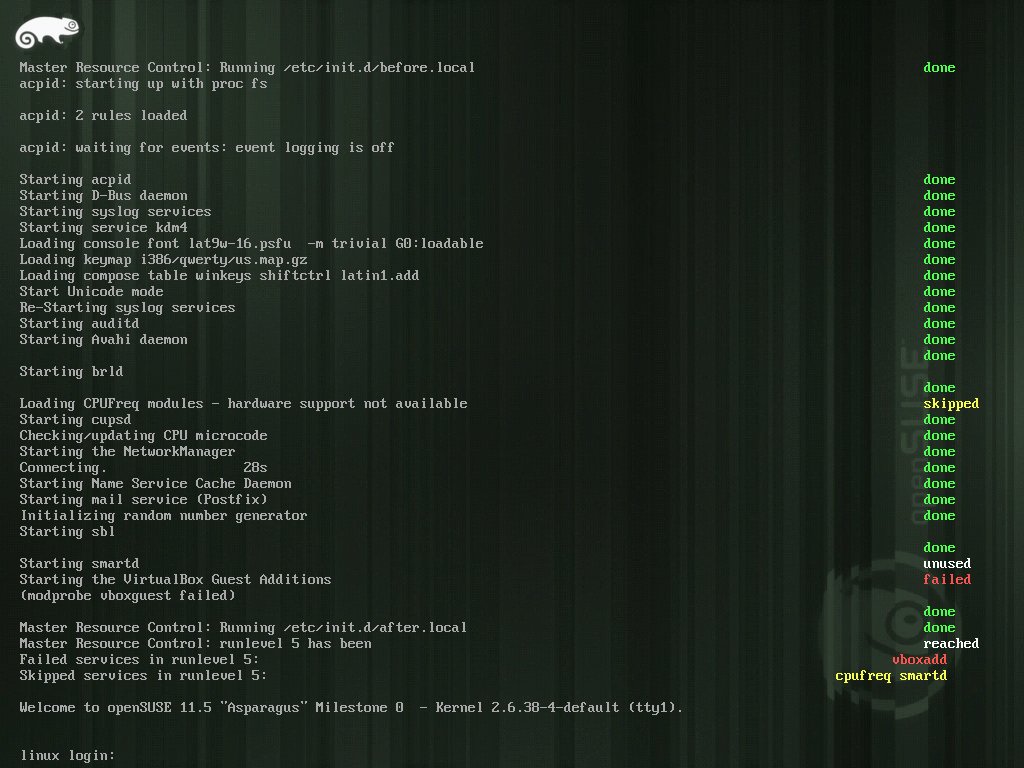 Master Resource Control: Running /etc/init.d/before.local done
acpid: starting up with proc fs
acpid: 2 rules loaded
acpid: waiting for events: event logging is off
Starting acpid done
Starting D-Bus daemon done
Starting syslog services done
Starting service kdm4 done
Loading console font lat9w-16.psfu  -m trivial G0:loadable done
Loading keymap i386/qwerty/us.map.gz done
Loading compose table winkeys shiftctrl latin1.add done
Start Unicode mode done
Re-Starting syslog services done
Starting auditd done
Starting Avahi daemon done
done
Starting brld
done
Loading CPUFreq modules - hardware support not available skipped
Starting cupsd done
Checking/updating CPU microcode done
Starting the NetworkManager done
Connecting. 28s done
Starting Name Service Cache Daemon done
Starting mail service (Postfix) done
Initializing random number generator done
Starting sbl
done
Starting smartd unused
Starting the VirtualBox Guest Additions failed
(modprobe vboxguest failed)
done
Master Resource Control: Running /etc/init.d/after.local done
Master Resource Control: runlevel 5 has been reached
Failed services in runlevel 5: vboxadd
Skipped services in runlevel 5: cpufreq smartd
Welcome to openSUSE 11.5 "Asparagus" Milestone 0  - Kernel 2.6.38-4-default (tty1).
linux login:
openSUSE